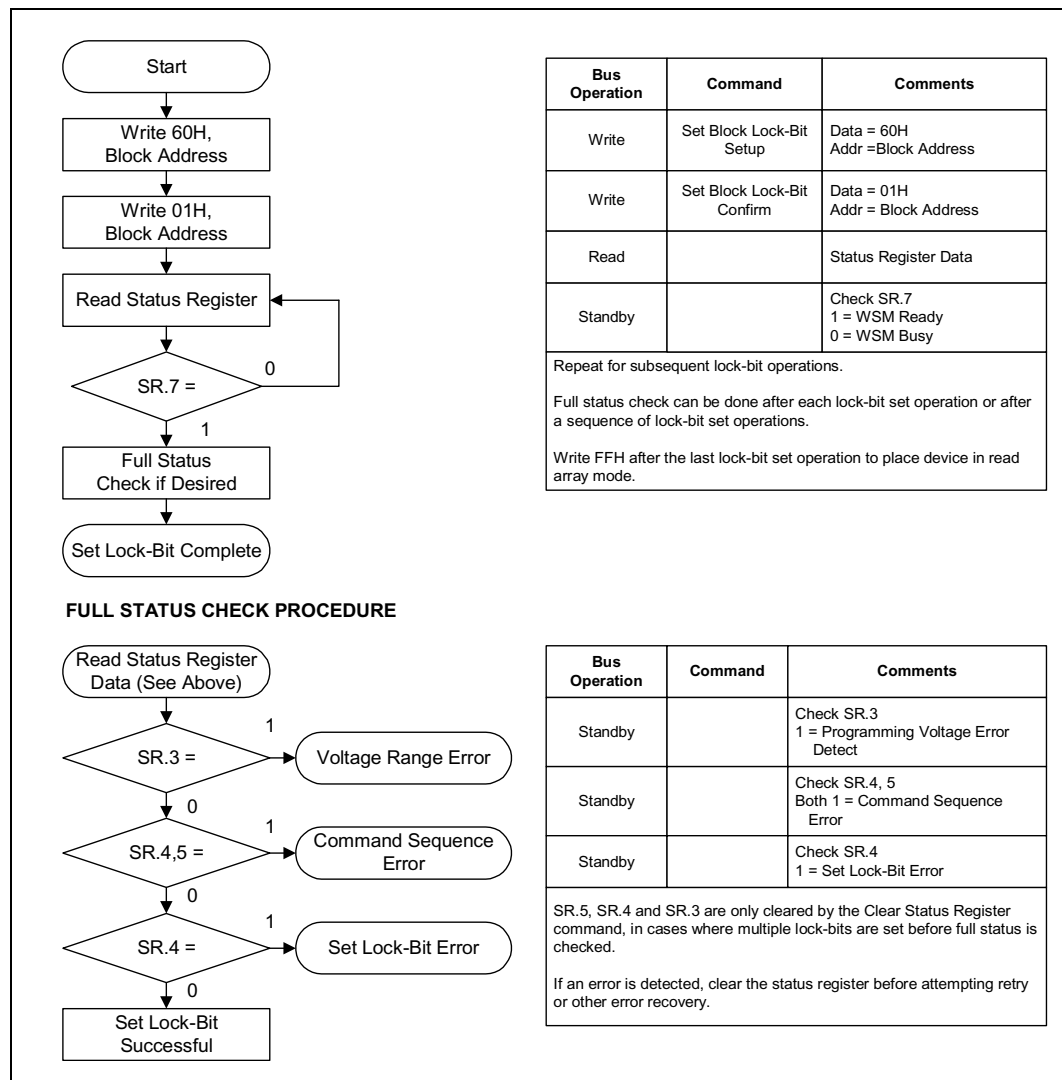 Start
Write 60H,
Block Address
Write 01H,
Block Address
Read Status Register
SR.7 =
0
1
Full Status
Check if Desired
Set Lock-Bit Complete
Bus
Operation
Command
Comments
Write
Set Block Lock-Bit
Setup
Data = 60H
Addr =Block Address
Write
Set Block Lock-Bit
Confirm
Data = 01H
Addr = Block Address
Read
Status Register Data
Standby
Check SR.7
1 = WSM Ready
0 = WSM Busy
Repeat for subsequent lock-bit operations.
Full status check can be done after each lock-bit set operation or after
a sequence of lock-bit set operations.
Write FFH after the last lock-bit set operation to place device in read
array mode.
FULL STATUS CHECK PROCEDURE
Read Status Register
Data (See Above)
SR.3 =
1
Voltage Range Error
0
SR.4,5 =
1
Command Sequence
Error
0
SR.4 =
1
Set Lock-Bit Error
0
Set Lock-Bit
Successful
Bus
Operation
Command
Comments
Standby
Check SR.3
1 = Programming Voltage Error
Detect
Standby
Check SR.4, 5
Both 1 = Command Sequence
Error
Standby
Check SR.4
1 = Set Lock-Bit Error
SR.5, SR.4 and SR.3 are only cleared by the Clear Status Register
command, in cases where multiple lock-bits are set before full status is
checked.
If an error is detected, clear the status register before attempting retry
or other error recovery.